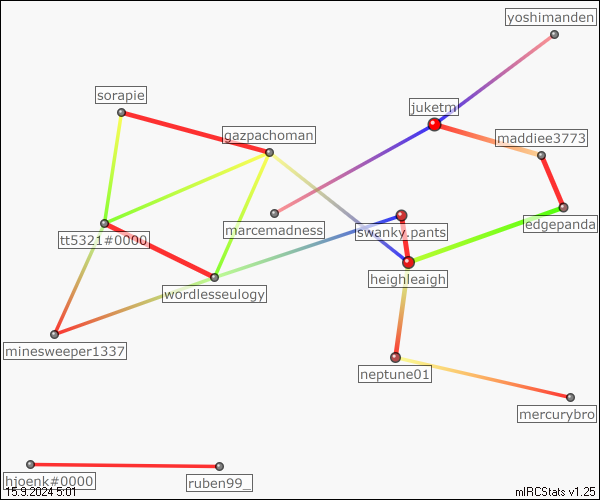 yoshimanden
sorapie
juketm
gazpachoman
maddiee3773
marcemadness
swanky.pants
edgepanda
tt5321#0000
heighleaigh
wordlesseulogy
minesweeper1337
neptune01
mercurybro
hjoenk#0000
ruben99_
15.9.2024 5:01
mIRCStats v1.25